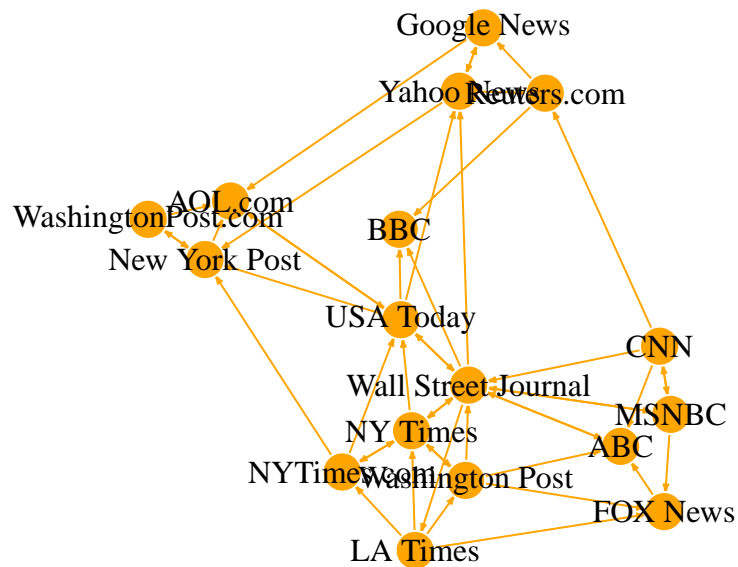 Google News
Yahoo News
Reuters.com
AOL.com
WashingtonPost.com
BBC
New York Post
USA Today
CNN
Wall Street Journal
MSNBC
NY Times
ABC
NYTimes.com
Washington Post
FOX News
LA Times